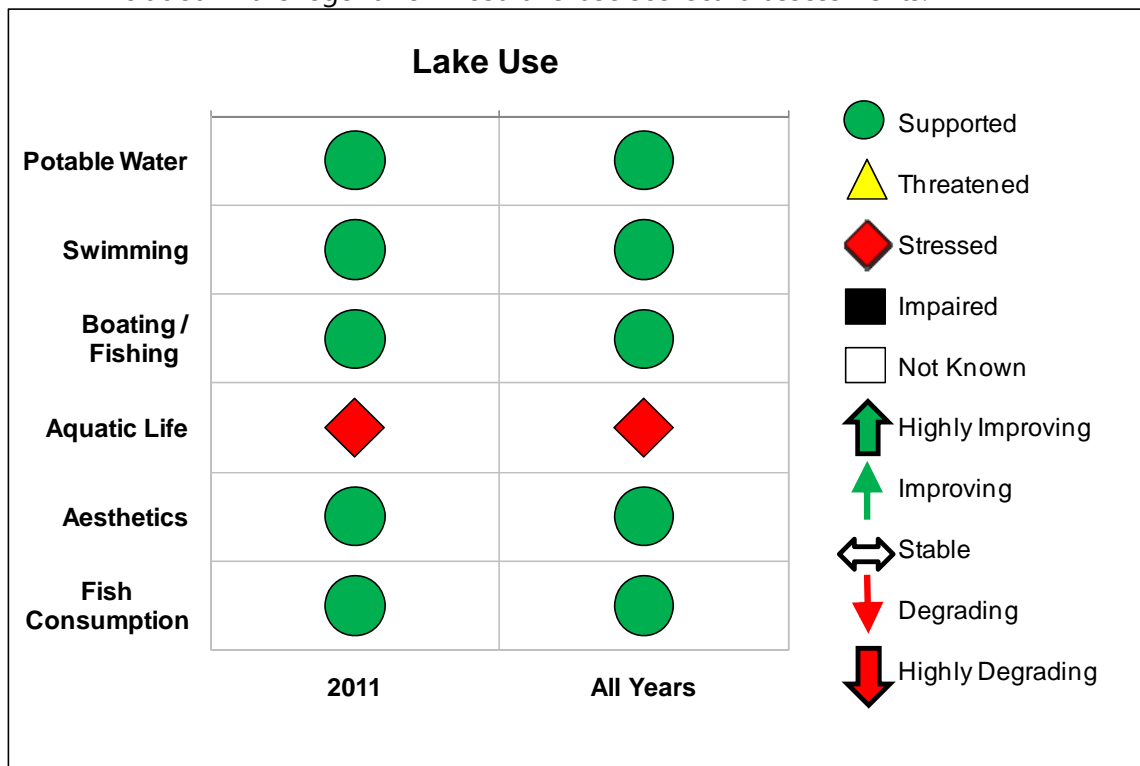 Lake Use
Potable Water
Swimming
Boating /
Fishing
Aquatic Life
Aesthetics
Fish
Consumption
2011 All Years
Supported
Threatened
Stressed
Impaired
Not Known
Highly Improving
Improving
Stable
Degrading
Highly Degrading